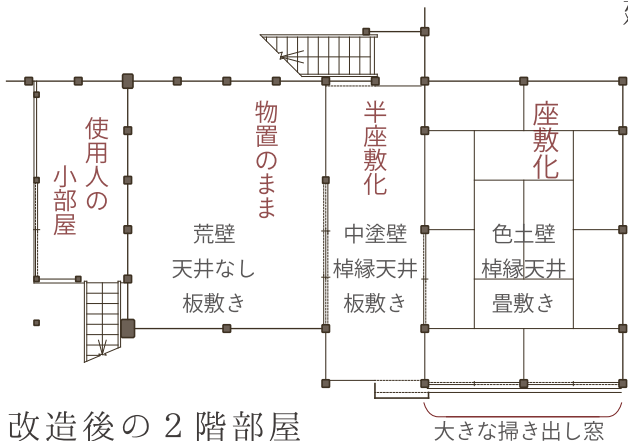 使用人の
小部屋
物置のまま
半座敷化
座敷化
荒壁
天井なし
板敷き
中塗壁
棹縁天井
板敷き
色土壁
棹縁天井
畳敷き
改造後の２階部屋
大きな掃き出し窓